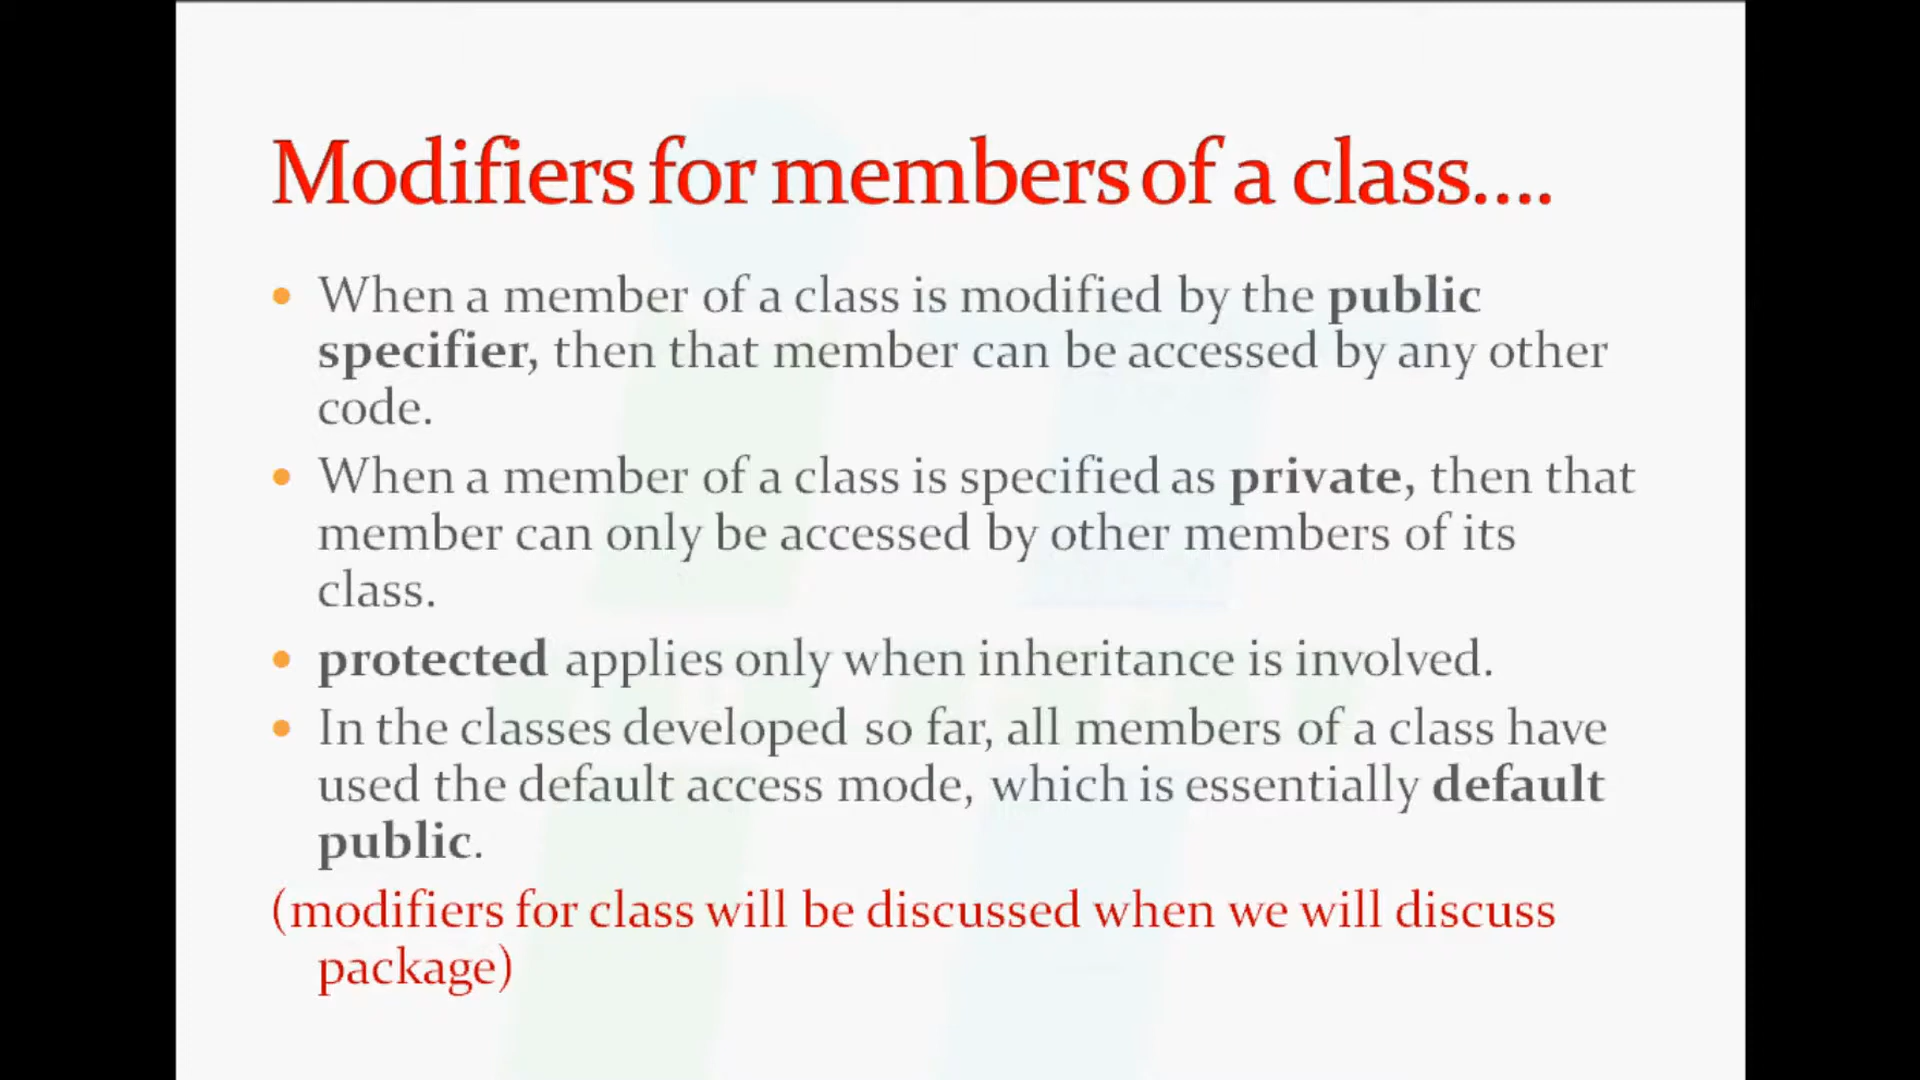 Modifiers for members of a class....
• When a member of a class is modified by the public
specifier, then that member can be accessed by any other
code.
• When a member of a class is specified as private, then that
member can only be accessed by other members of its
class.
• protected applies only when inheritance is involved.
• In the classes developed so far, all members of a class have
used the default access mode, which is essentially default
public.
(modifiers for class will be discussed when we will discuss
package)